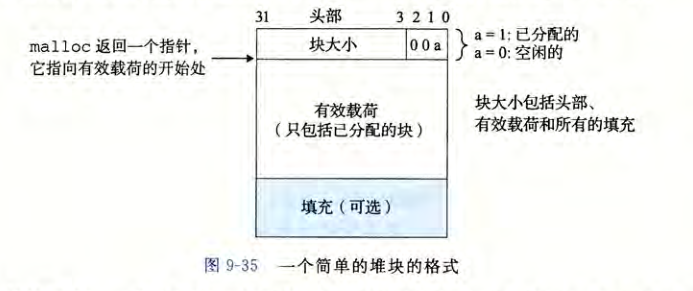 31 头部 3 2 1 0
malloc 返回一个指针,
它指向有效载荷的开始处
块大小 0 0 a
a = 1: 已分配的
a = 0: 空闲的
有效载荷
（只包括已分配的块）
块大小包括头部、
有效载荷和所有的填充
填充（可选）
图 9-35 一个简单的堆块的格式